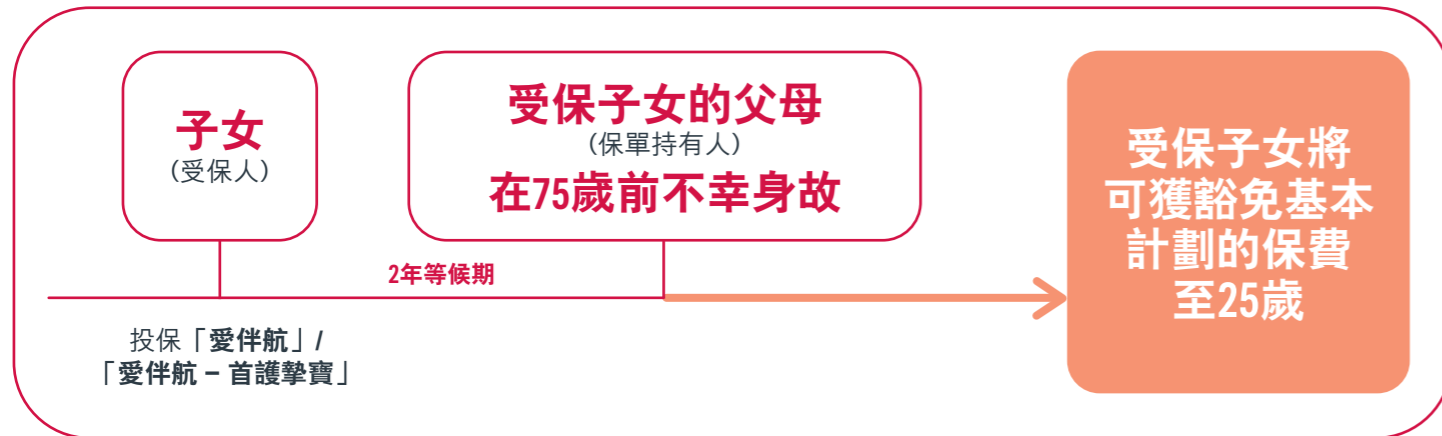 子女
(受保人)
受保子女的父母
(保單持有人)
在75歲前不幸身故
2年等候期
投保「愛伴航」/
「愛伴航 – 首護摯寶」
受保子女將
可獲豁免基本
計劃的保費
至25歲